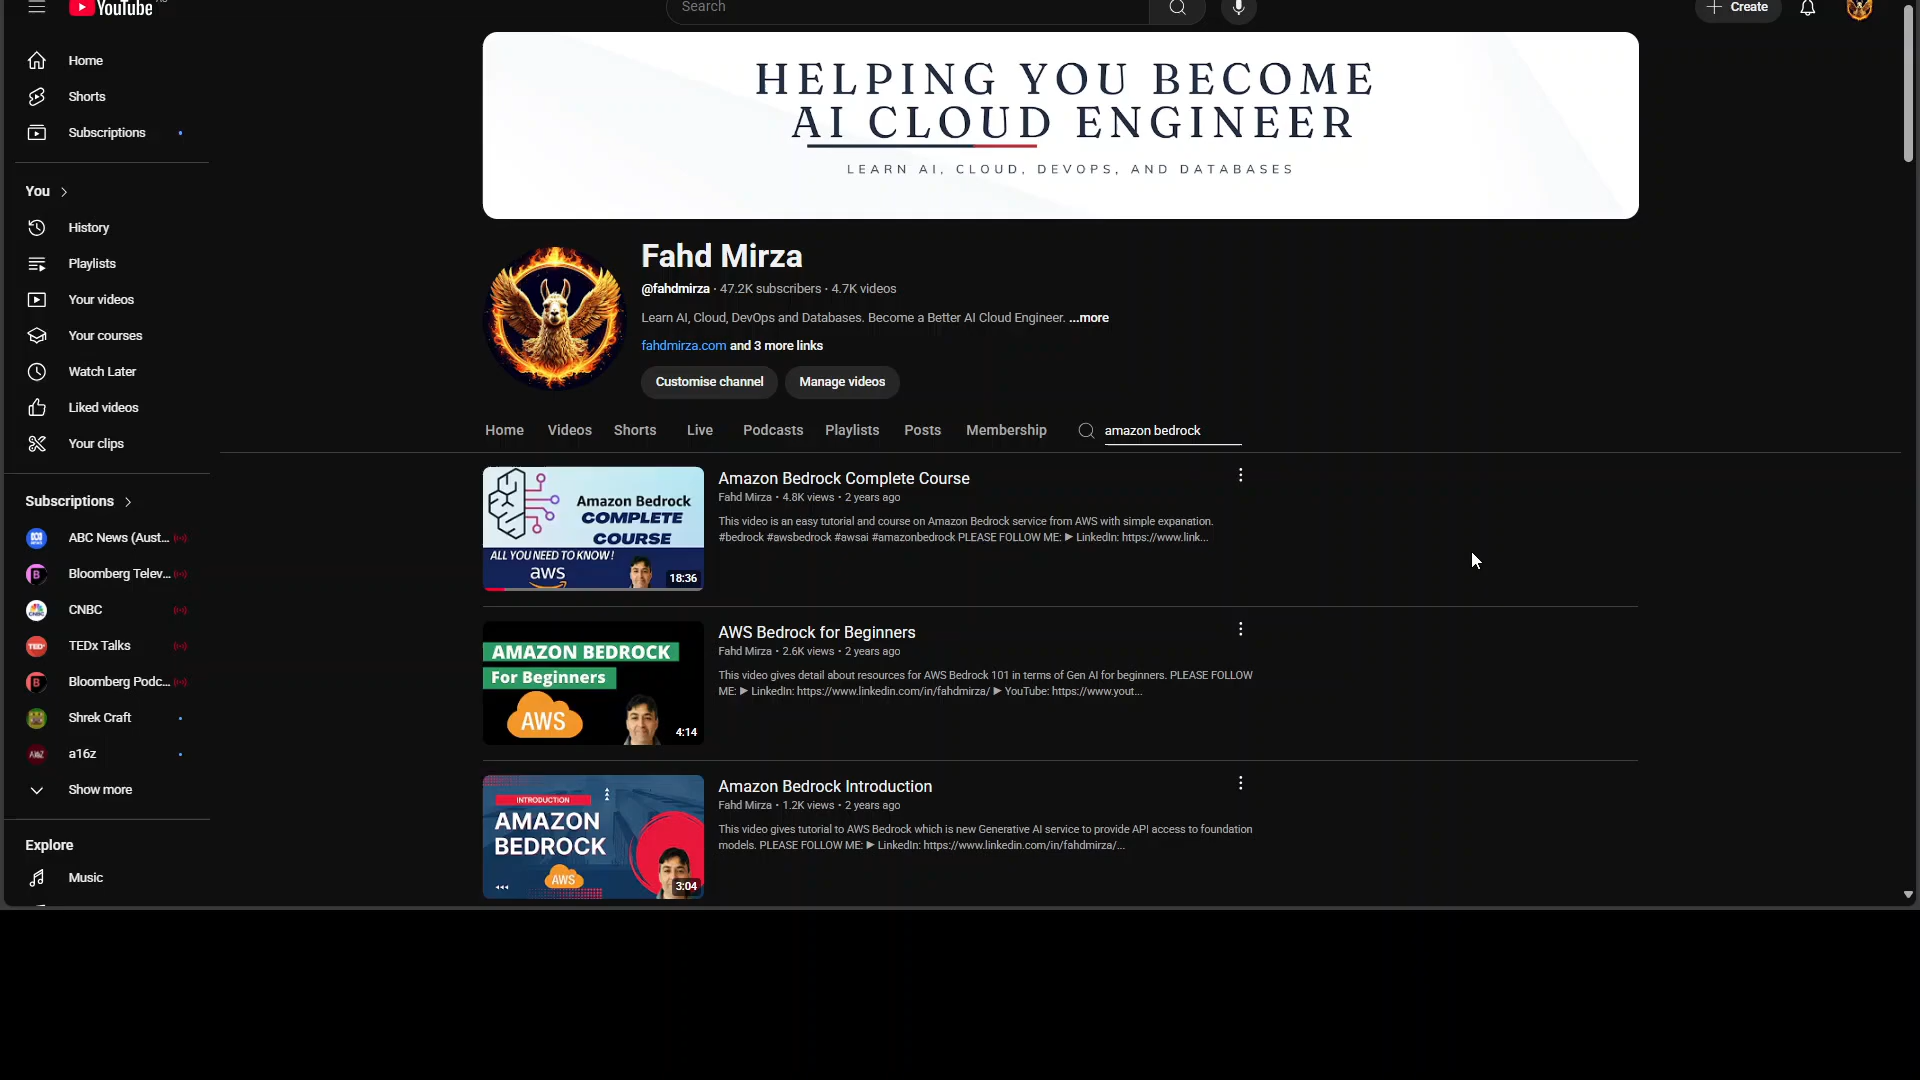 YouTube
Search
Create
Home
Shorts
Subscriptions
You
History
Playlists
Your videos
Your courses
Watch Later
Liked videos
Your clips
Subscriptions
ABC News (Aust...
Bloomberg Telev...
CNBC
TEDx Talks
Bloomberg Podc...
Shrek Craft
a16z
Show more
Explore
Music
HELPING YOU BECOME
AI CLOUD ENGINEER
LEARN AI, CLOUD, DEVOPS, AND DATABASES
Fahd Mirza
@fahdmirza · 47.2K subscribers · 4.7K videos
Learn AI, Cloud, DevOps and Databases. Become a Better AI Cloud Engineer. ...more
fahdmirza.com and 3 more links
Customise channel Manage videos
Home Videos Shorts Live Podcasts Playlists Posts Membership amazon bedrock
Amazon Bedrock
COMPLETE
COURSE
ALL YOU NEED TO KNOW !
aws
18:36
Amazon Bedrock Complete Course
Fahd Mirza · 4.8K views · 2 years ago
This video is an easy tutorial and course on Amazon Bedrock service from AWS with simple expanation.
#bedrock #awsbedrock #awsai #amazonbedrock PLEASE FOLLOW ME: ▶ LinkedIn: https://www.link...
AMAZON BEDROCK
For Beginners
AWS
4:14
AWS Bedrock for Beginners
Fahd Mirza · 2.6K views · 2 years ago
This video gives detail about resources for AWS Bedrock 101 in terms of Gen AI for beginners. PLEASE FOLLOW
ME: ▶ LinkedIn: https://www.linkedin.com/in/fahdmirza/ ▶ YouTube: https://www.yout...
INTRODUCTION
AMAZON
BEDROCK
AWS
3:04
Amazon Bedrock Introduction
Fahd Mirza · 1.2K views · 2 years ago
This video gives tutorial to AWS Bedrock which is new Generative AI service to provide API access to foundation
models. PLEASE FOLLOW ME: ▶ LinkedIn: https://www.linkedin.com/in/fahdmirza/...